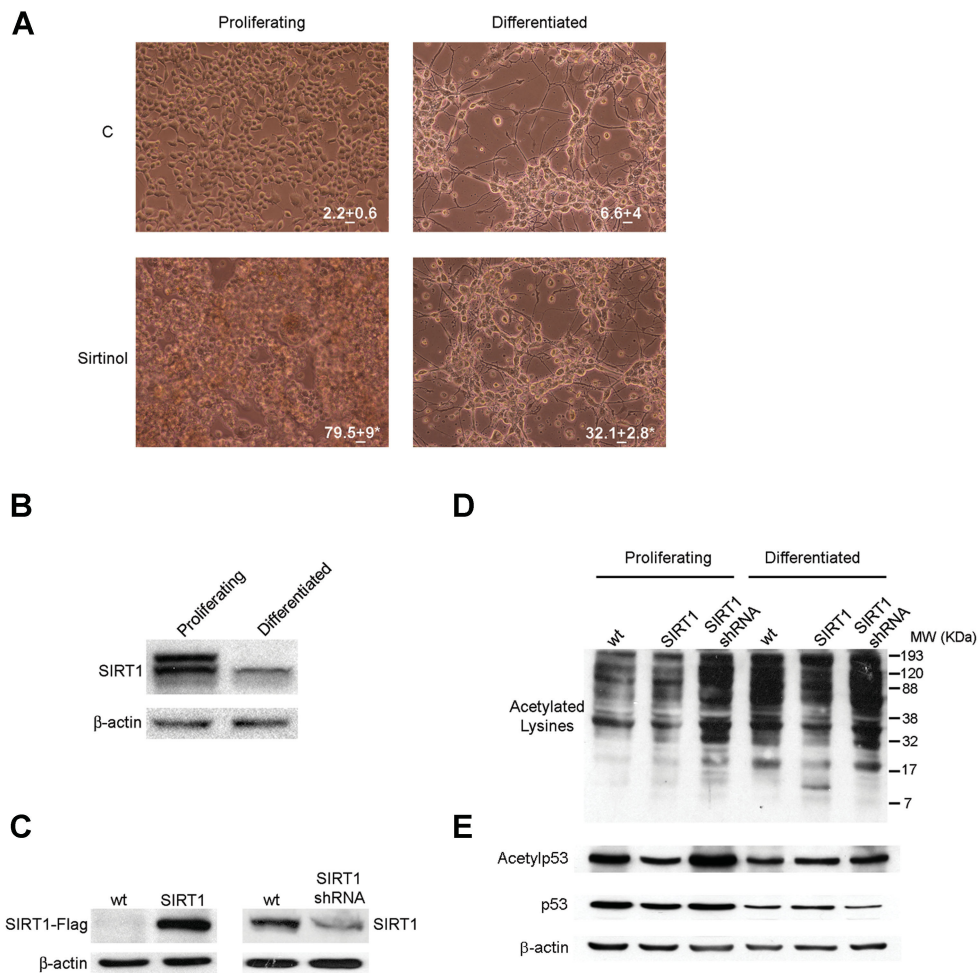 A
Proliferating
Differentiated
C
2.2±0.6
6.6±4
Sirtinol
79.5±9*
32.1±2.8*
B
Proliferating
Differentiated
SIRT1
β-actin
C
wt
SIRT1
wt
SIRT1
shRNA
SIRT1-Flag
SIRT1
β-actin
D
Proliferating
Differentiated
wt
SIRT1
SIRT1
shRNA
wt
SIRT1
SIRT1
shRNA
MW (KDa)
Acetylated
Lysines
193
120
88
38
32
17
7
E
Acetylp53
p53
β-actin